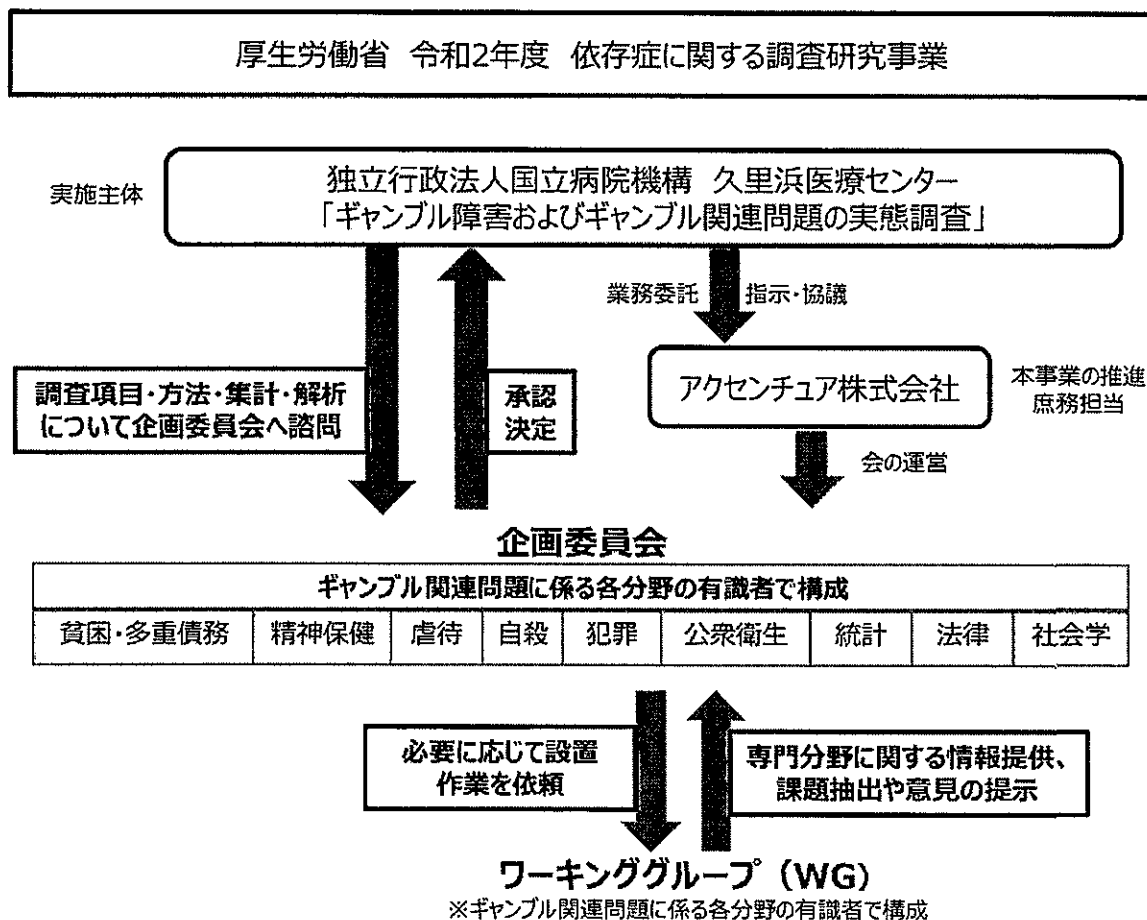 厚生労働省 令和2年度 依存症に関する調査研究事業
実施主体
独立行政法人国立病院機構 久里浜医療センター
「ギャンブル障害およびギャンブル関連問題の実態調査」
業務委託
指示・協議
調査項目・方法・集計・解析
について企画委員会へ諮問
承認
決定
アクセンチュア株式会社
本事業の推進
庶務担当
会の運営
企画委員会
ギャンブル関連問題に係る各分野の有識者で構成
貧困・多重債務 精神保健 虐待 自殺 犯罪 公衆衛生 統計 法律 社会学
必要に応じて設置
作業を依頼
専門分野に関する情報提供、
課題抽出や意見の提示
ワーキンググループ（WG）
※ギャンブル関連問題に係る各分野の有識者で構成